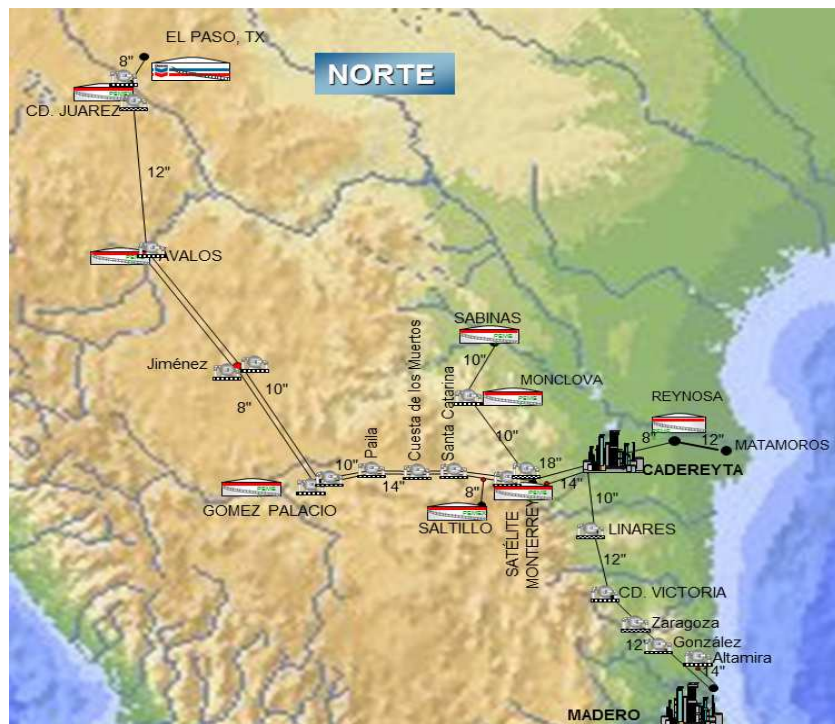 EL PASO, TX
8"
NORTE
CD. JUAREZ
12"
AVALOS
SABINAS
10"
Jiménez
10"
8"
MONCLOVA
Cuesta de los Muertos
Santa Catarina
REYNOSA
10"
8"
12"
MATAMOROS
Paila
10"
14"
18"
14"
CADEREYTA
8"
10"
GOMEZ PALACIO
SALTILLO
SATÉLITE
MONTERREY
LINARES
12"
CD. VICTORIA
Zaragoza
12"
González
Altamira
14"
MADERO